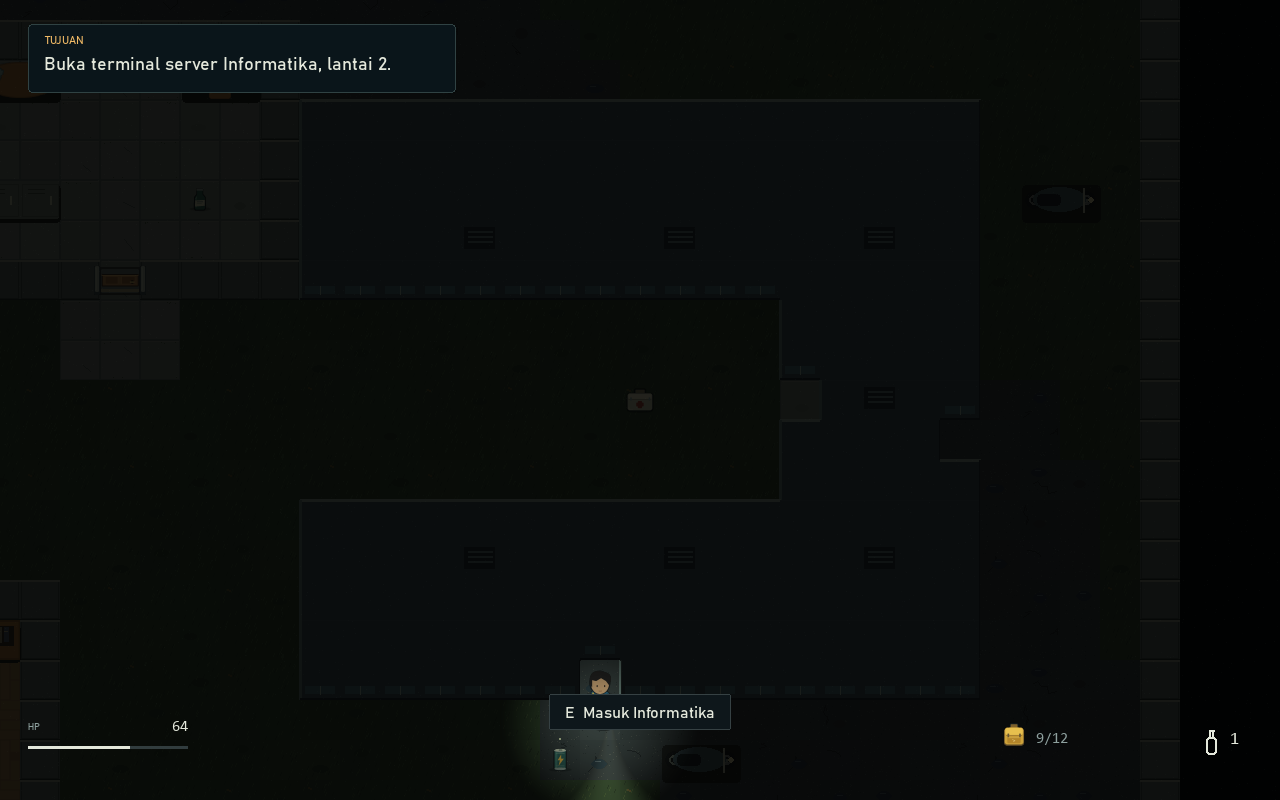 TUJUAN
Buka terminal server Informatika, lantai 2.
E Masuk Informatika
HP 64
9/12
1